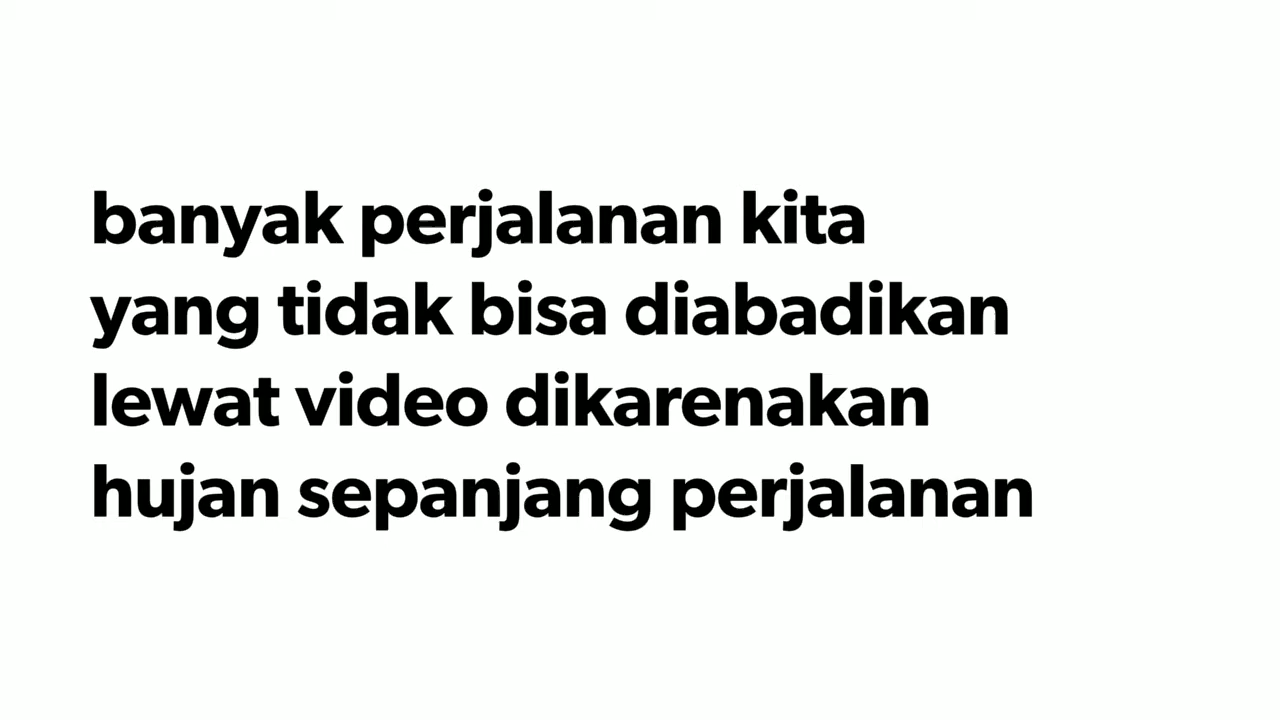 banyak perjalanan kita
yang tidak bisa diabadikan
lewat video dikarenakan
hujan sepanjang perjalanan